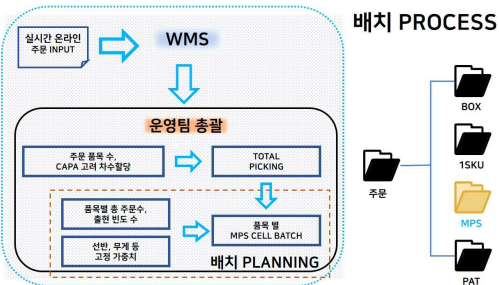 배치 PROCESS
실시간 온라인
주문 INPUT
WMS
운영팀 총괄
주문 품목 수,
CAPA 고려 차수할당
TOTAL
PICKING
품목별 총 주문수,
출현 빈도 수
선반, 무게 등
고정 가중치
품목 별
MPS CELL BATCH
배치 PLANNING
주문
BOX
1SKU
MPS
PAT